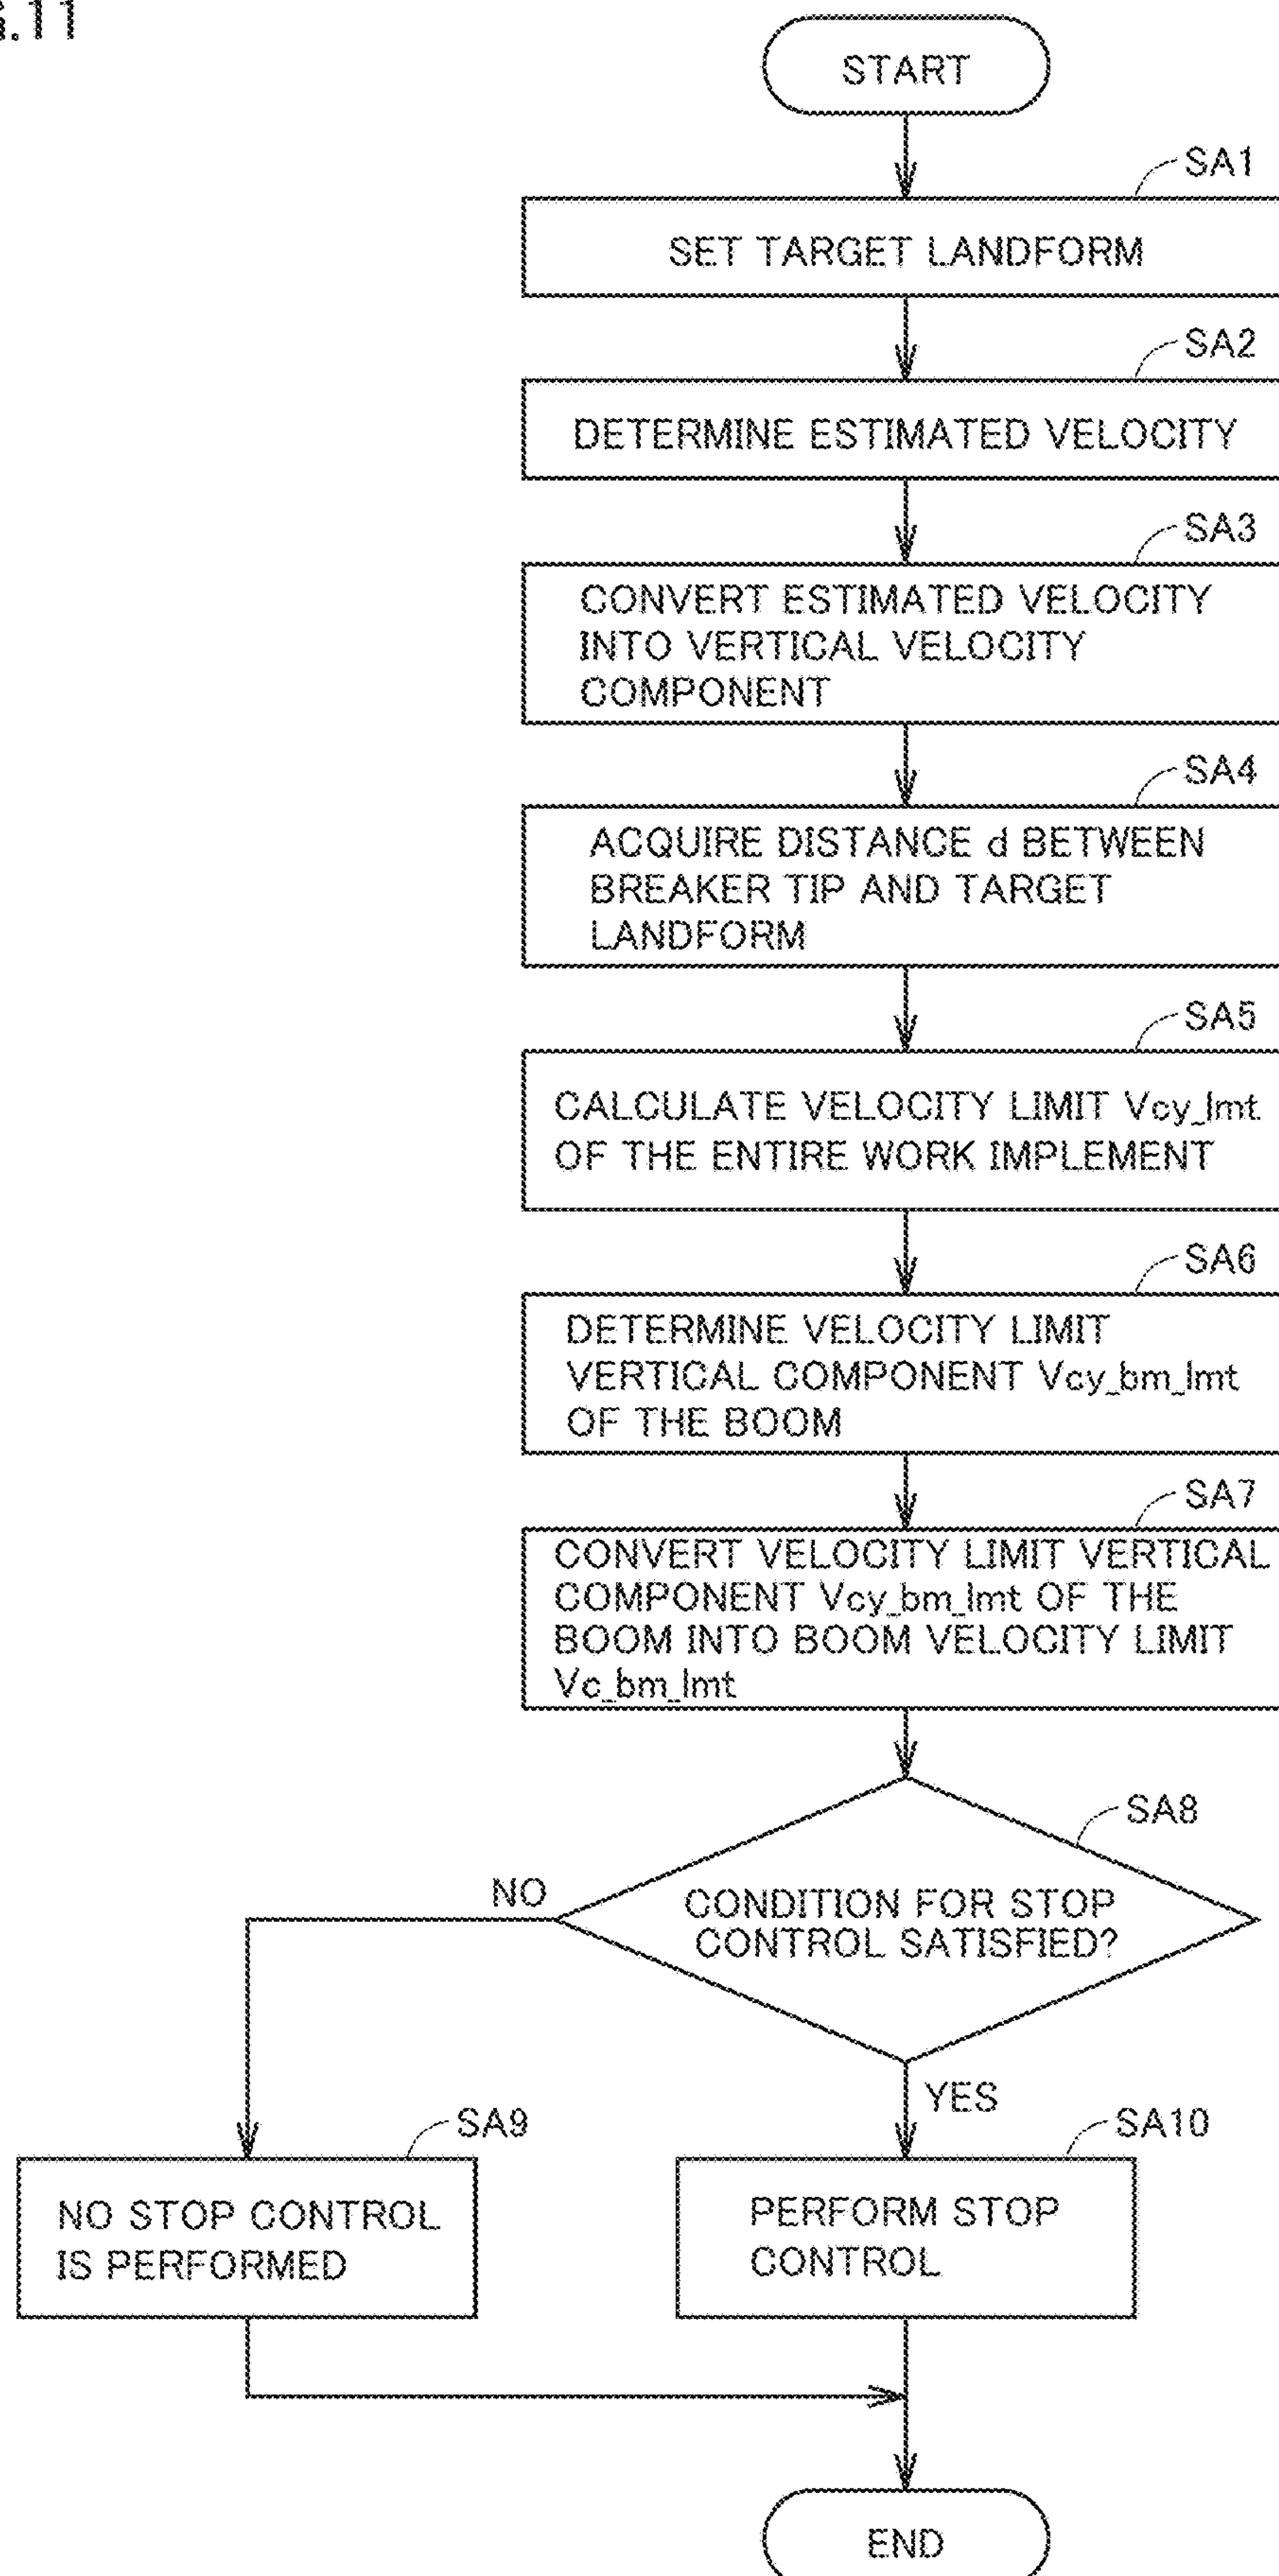 G.11
START
SA1
SET TARGET LANDFORM
SA2
DETERMINE ESTIMATED VELOCITY
SA3
CONVERT ESTIMATED VELOCITY
INTO VERTICAL VELOCITY
COMPONENT
SA4
ACQUIRE DISTANCE d BETWEEN
BREAKER TIP AND TARGET
LANDFORM
SA5
CALCULATE VELOCITY LIMIT Vcy_lmt
OF THE ENTIRE WORK IMPLEMENT
SA6
DETERMINE VELOCITY LIMIT
VERTICAL COMPONENT Vcy_bm_lmt
OF THE BOOM
SA7
CONVERT VELOCITY LIMIT VERTICAL
COMPONENT Vcy_bm_lmt OF THE
BOOM INTO BOOM VELOCITY LIMIT
Vc_bm_lmt
SA8
NO
CONDITION FOR STOP
CONTROL SATISFIED?
YES
SA9
NO STOP CONTROL
IS PERFORMED
SA10
PERFORM STOP
CONTROL
END